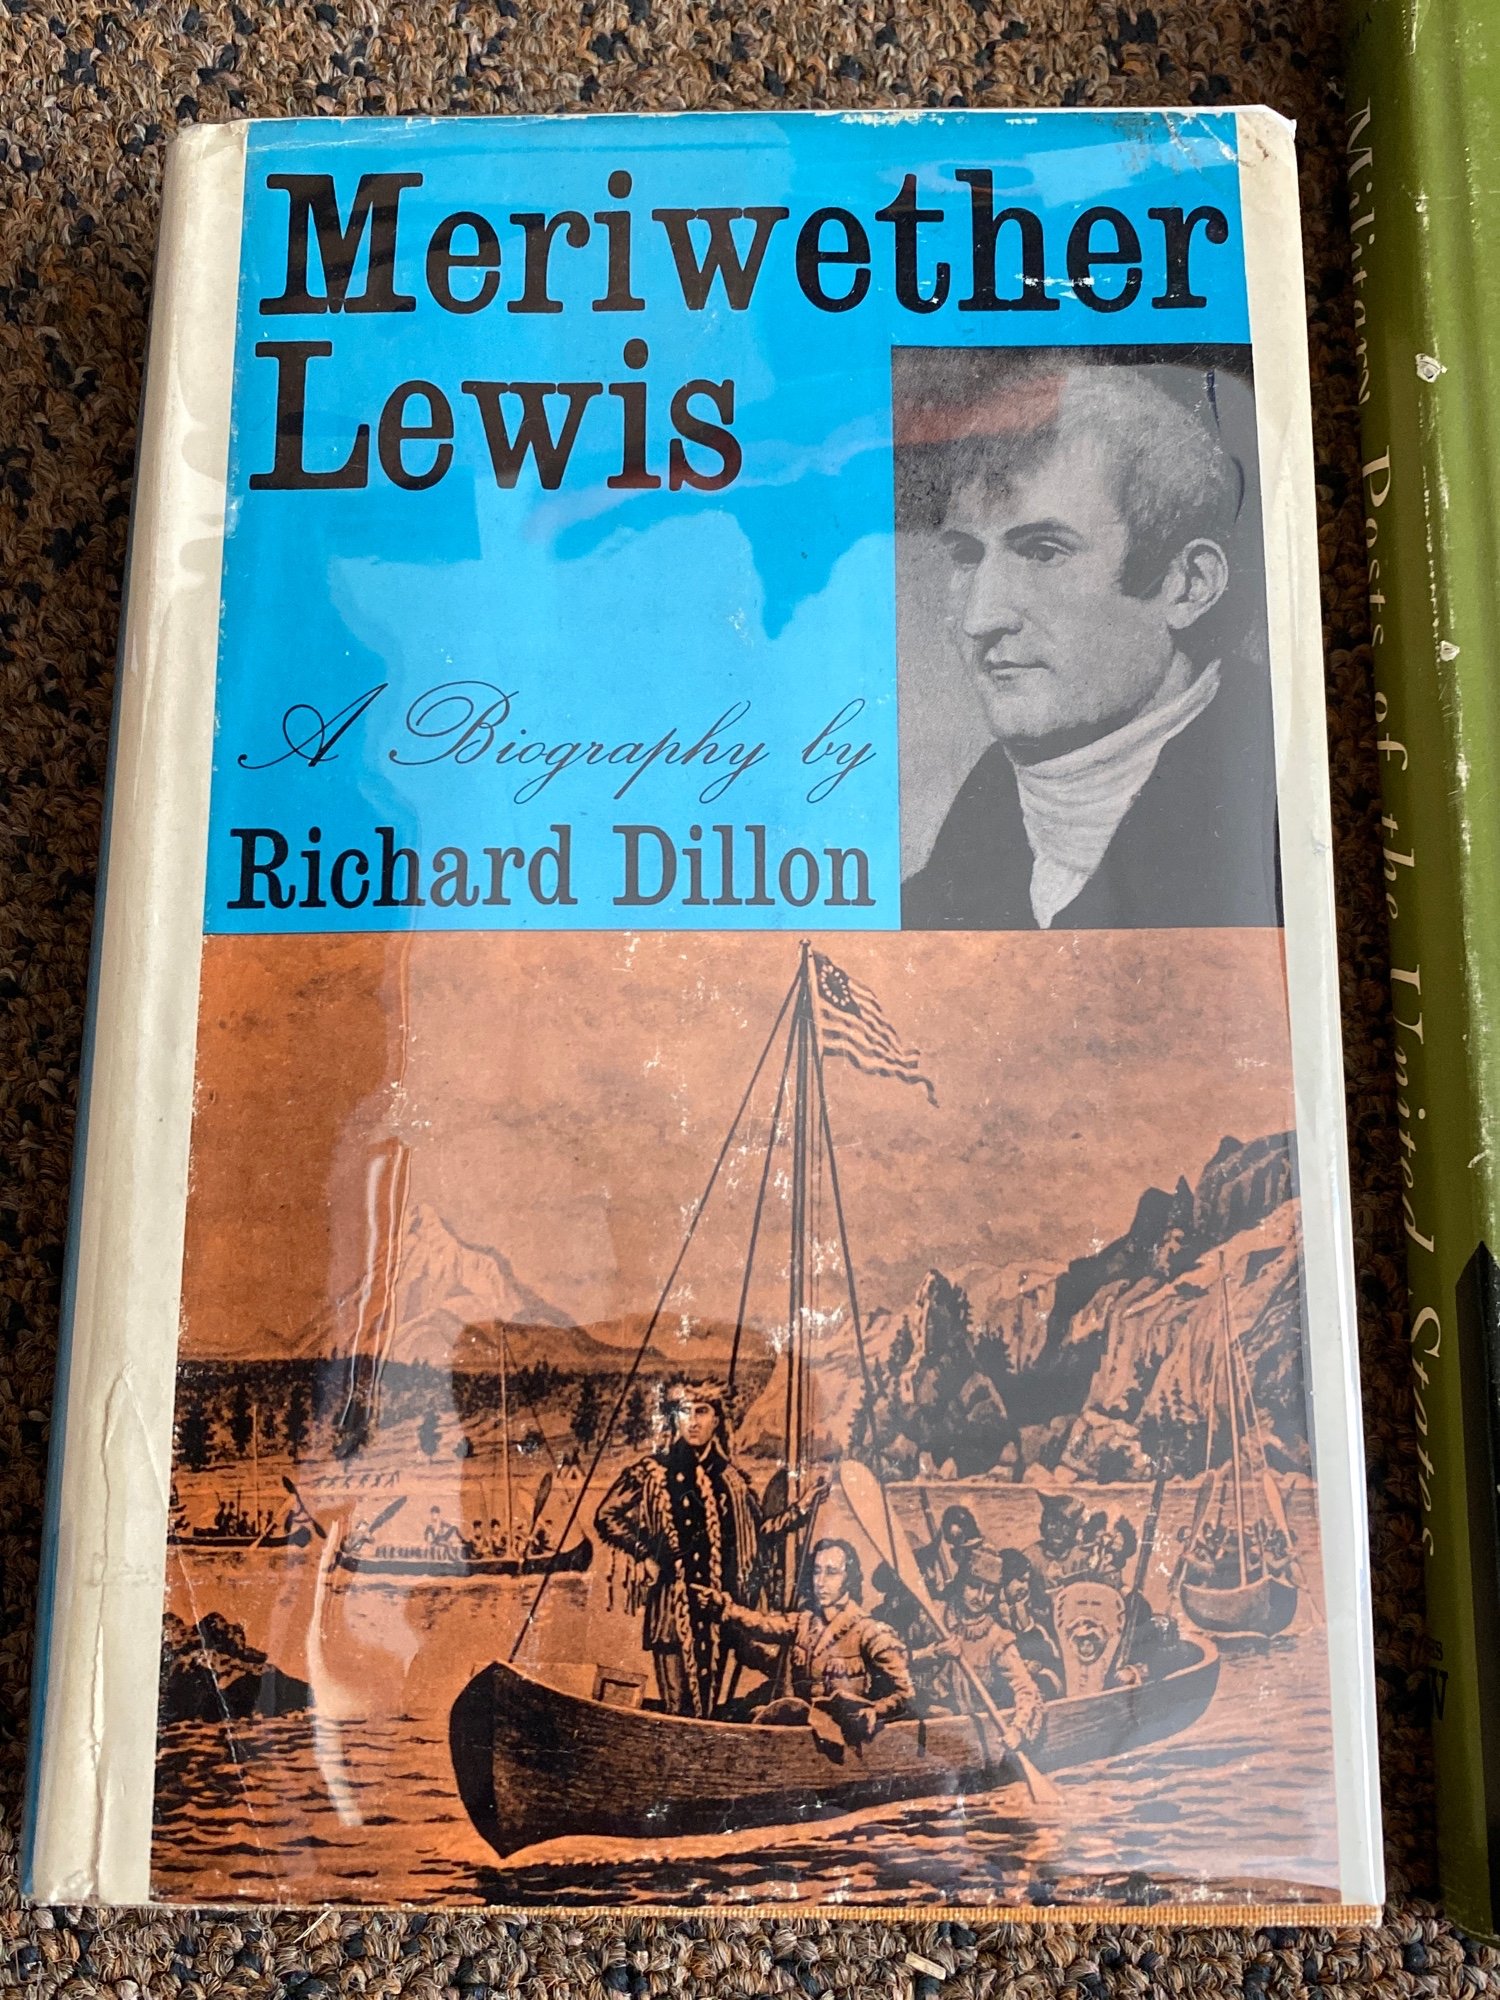 Meriwether
Lewis
A Biography by
Richard Dillon
Military Posts of the United States